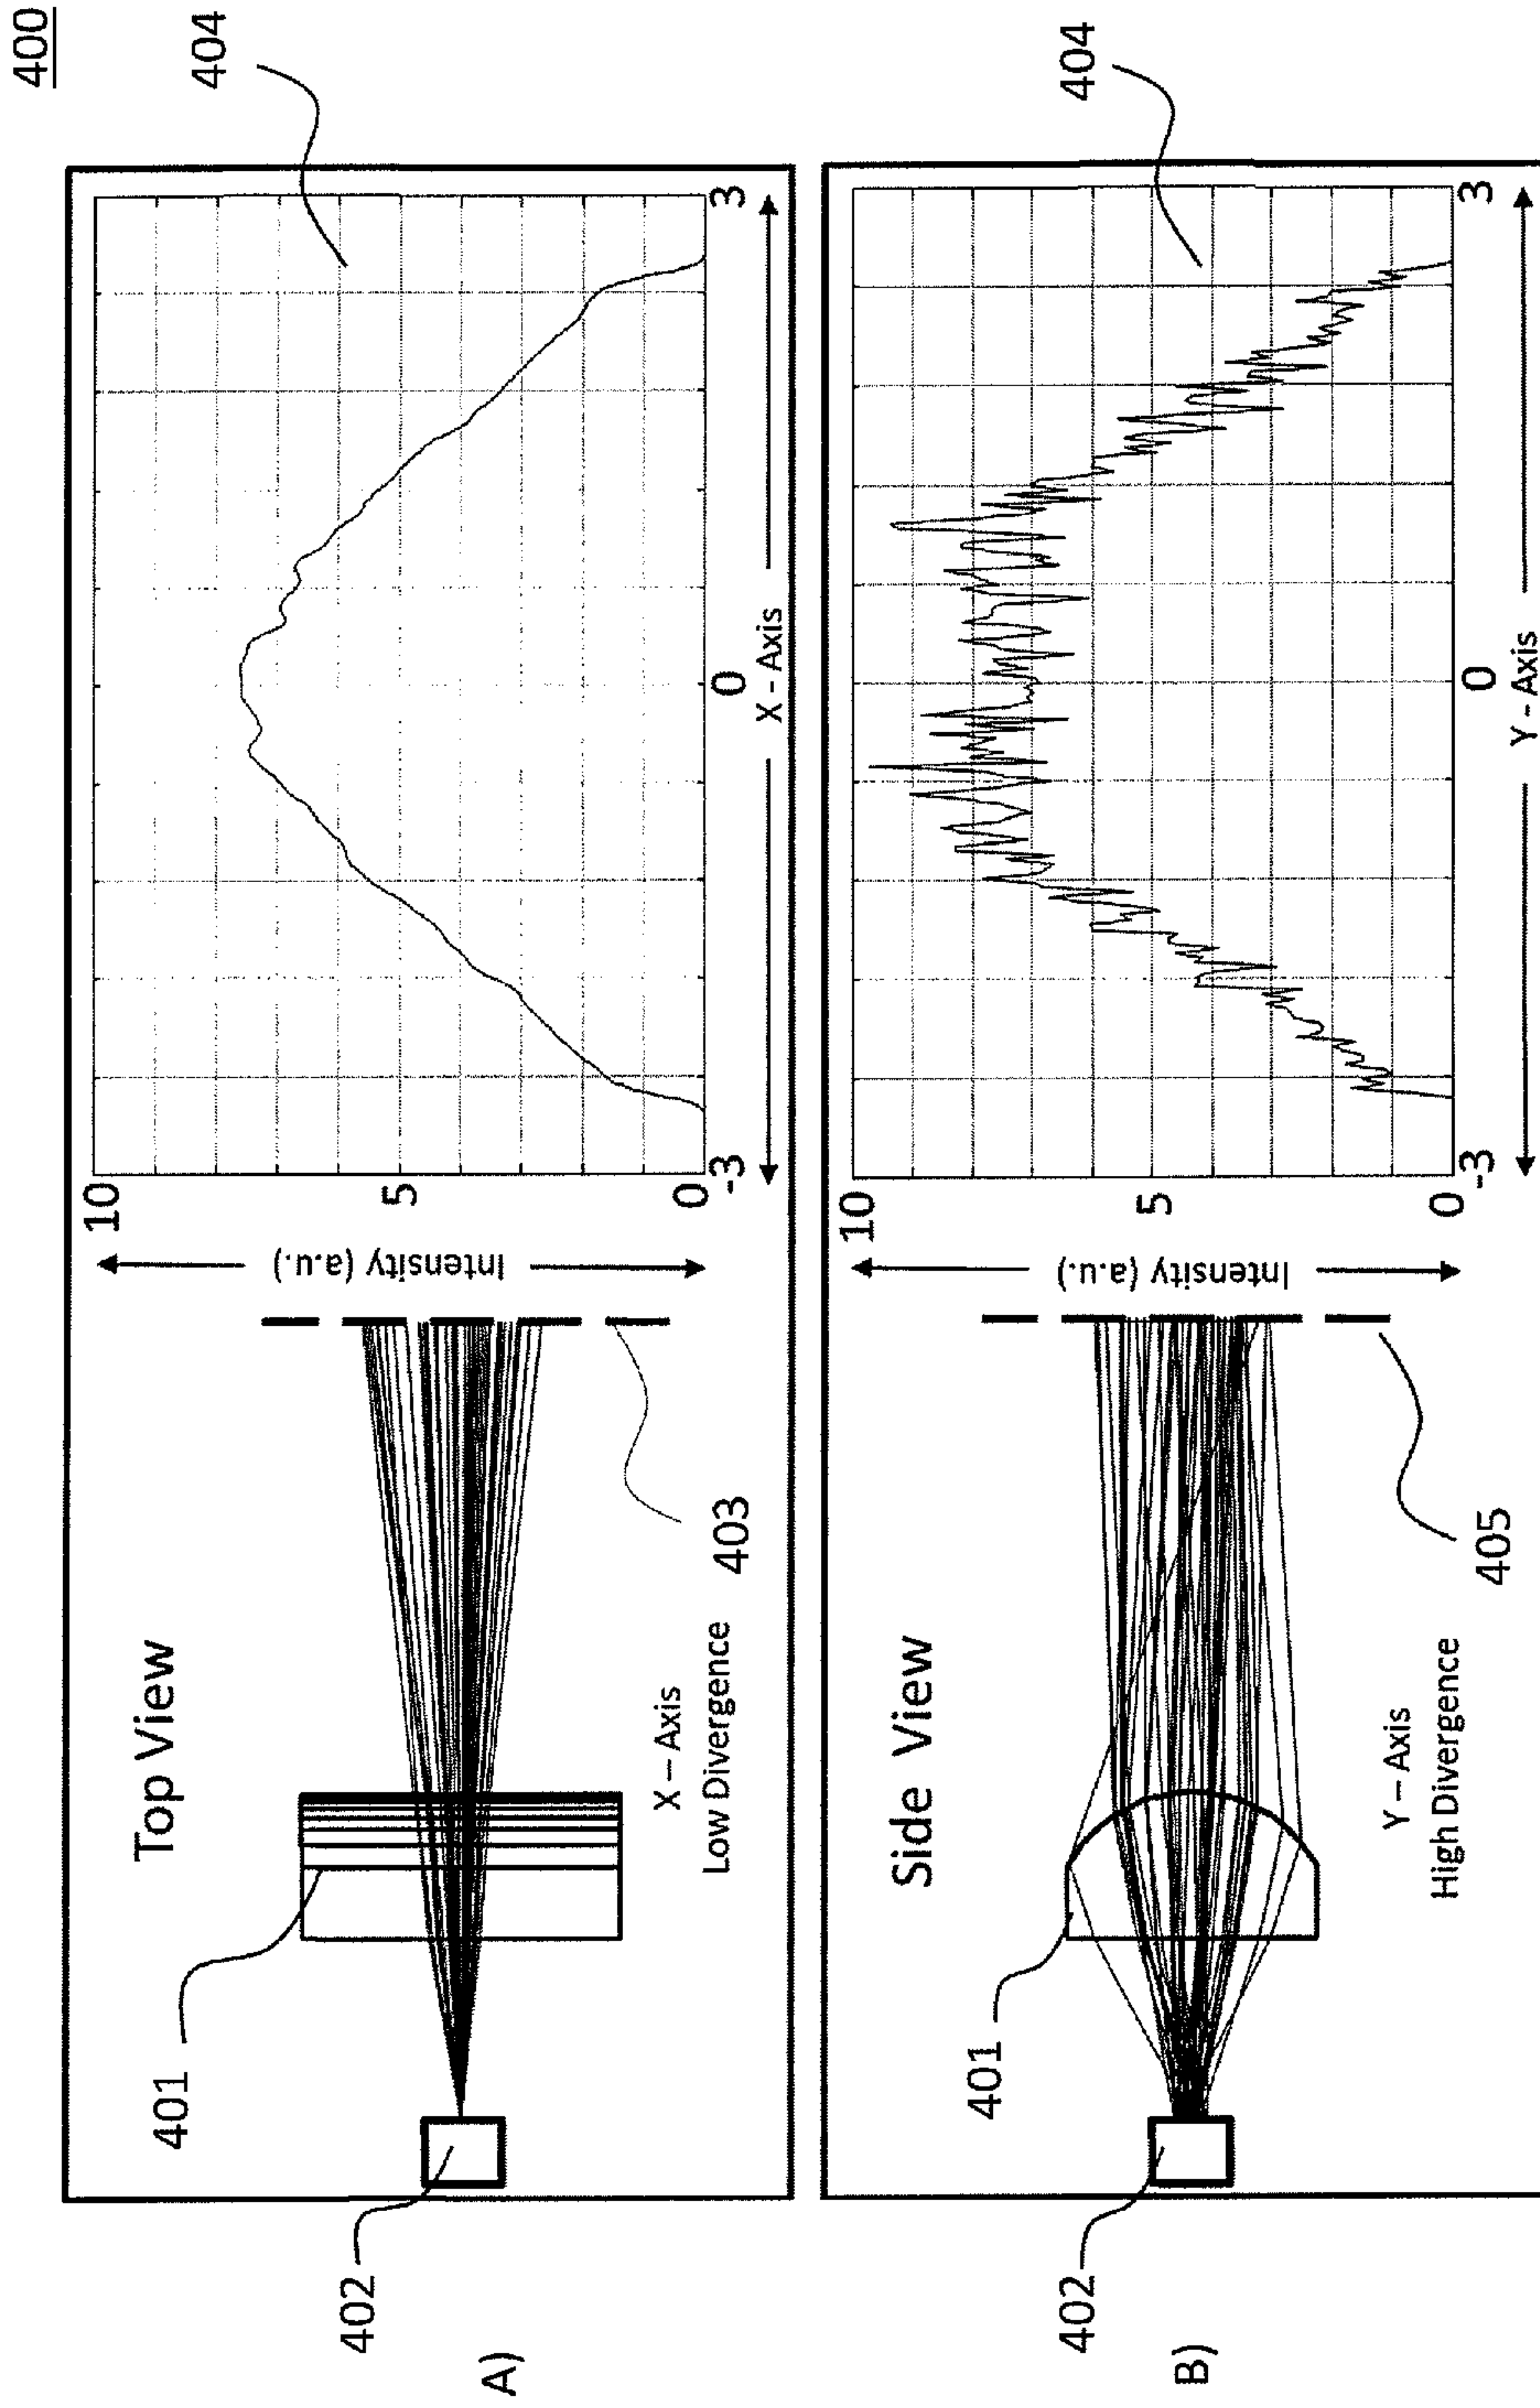 400
A)
Top View
401
402
X – Axis
Low Divergence
403
404
Intensity (a.u.)
10
5
0
-3
0
3
X - Axis
B)
Side View
401
402
Y – Axis
High Divergence
405
404
Intensity (a.u.)
10
5
0
-3
0
3
Y - Axis